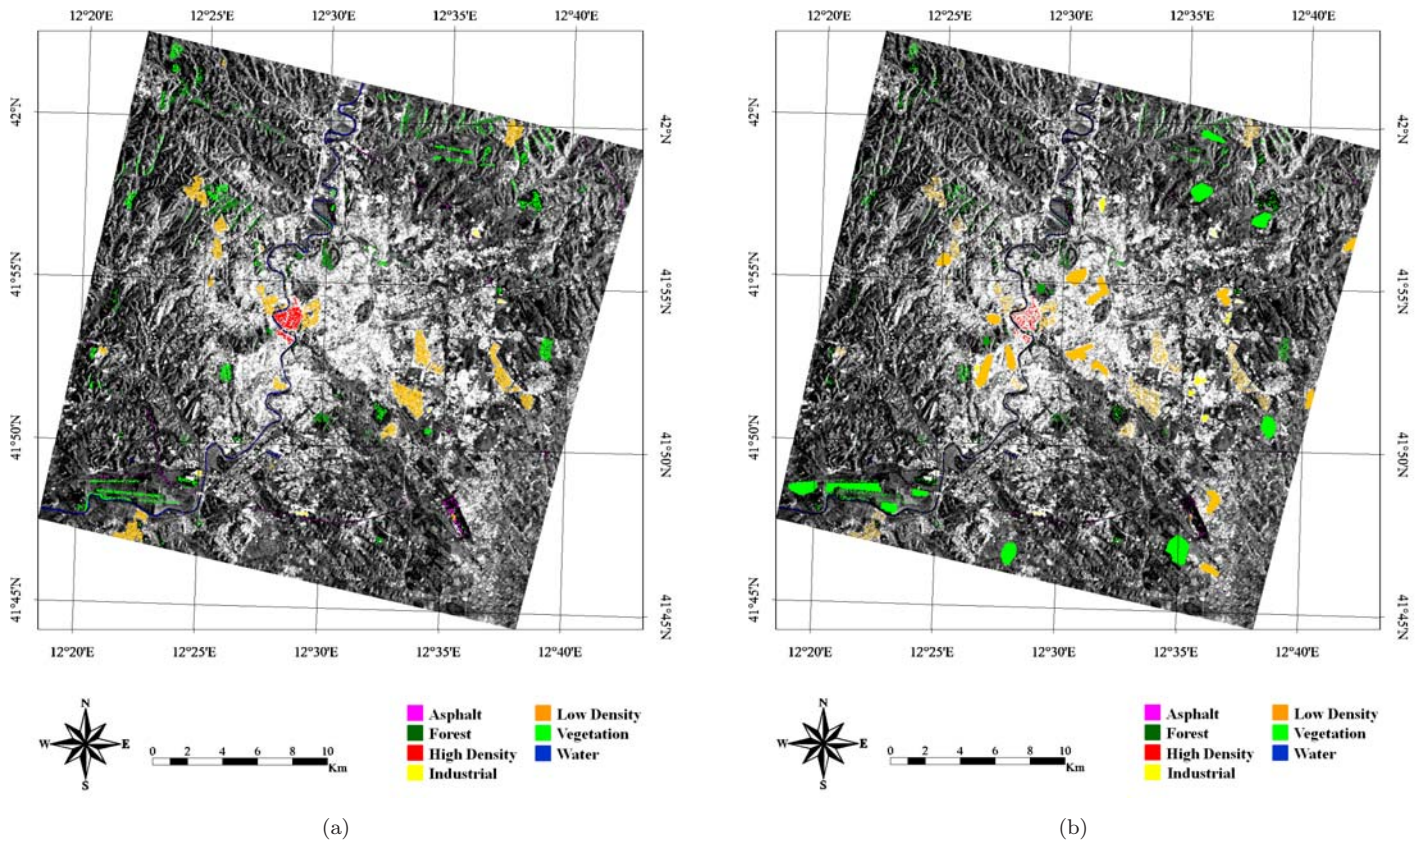 12°20'E 12°25'E 12°30'E 12°35'E 12°40'E
42°N 42°N
41°55'N 41°55'N
41°50'N 41°50'N
41°45'N 41°45'N
12°20'E 12°25'E 12°30'E 12°35'E 12°40'E
N
W E
S
0 2 4 6 8 10
Km
Asphalt Low Density
Forest Vegetation
High Density Water
Industrial
(a)
12°20'E 12°25'E 12°30'E 12°35'E 12°40'E
42°N 42°N
41°55'N 41°55'N
41°50'N 41°50'N
41°45'N 41°45'N
12°20'E 12°25'E 12°30'E 12°35'E 12°40'E
N
W E
S
0 2 4 6 8 10
Km
Asphalt Low Density
Forest Vegetation
High Density Water
Industrial
(b)